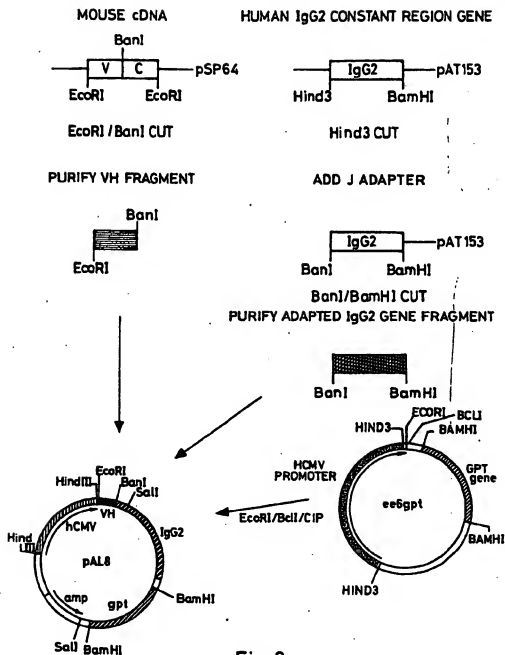 MOUSE cDNA
BanI
V C
pSP64
EcoRI EcoRI
EcoRI / BanI CUT
PURIFY VH FRAGMENT
BanI
EcoRI
HUMAN IgG2 CONSTANT REGION GENE
IgG2
pAT153
Hind3 BamHI
Hind3 CUT
ADD J ADAPTER
IgG2
pAT153
BanI BamHI
BanI/BamHI CUT
PURIFY ADAPTED IgG2 GENE FRAGMENT
BanI BamHI
ECORI
HIND3 BCLI
BAMHI
HCMV
PROMOTER
GPT
gene
ee6gpt
BAMHI
HIND3
EcoRI/BclI/CIP
EcoRI
HindIII BanI
SalI
VH
hCMV
IgG2
Hind
III
pAL8
BamHI
amp gpt
SalI BamHI